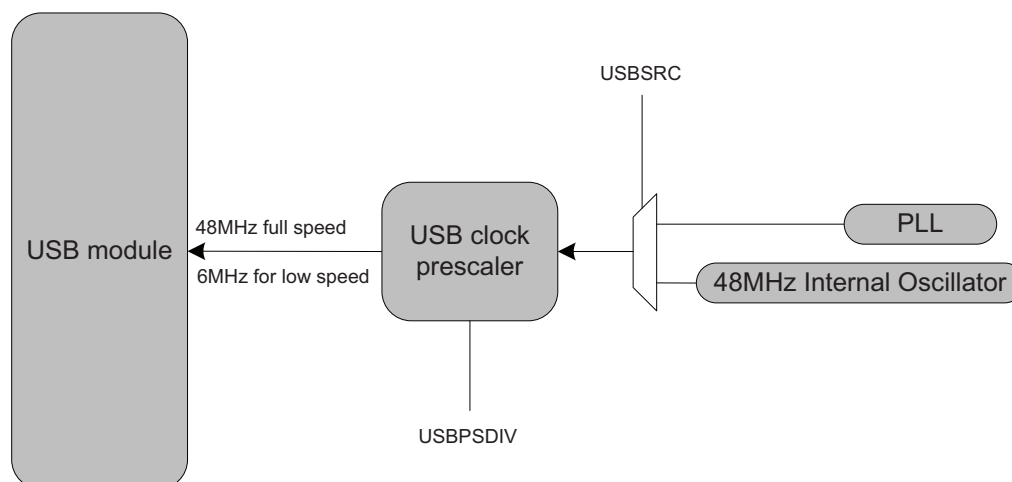 USBSRC
PLL
48MHz full speed
USB clock
prescaler
USB module
6MHz for low speed
48MHz Internal Oscillator
USBPSDIV